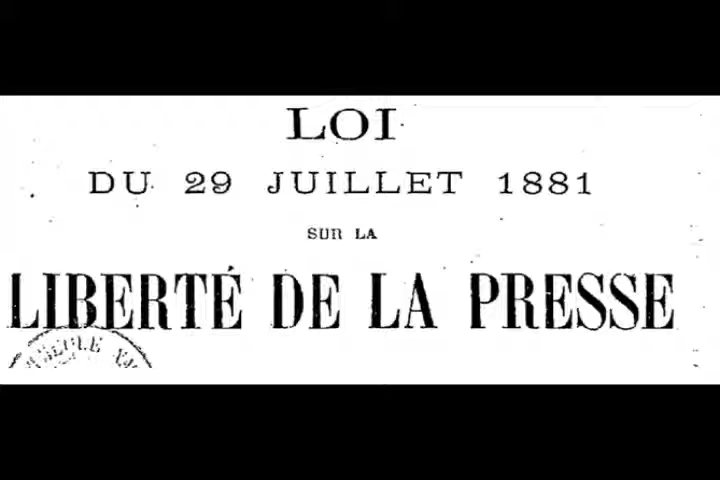 LOI
DU 29 JUILLET 1881
SUR LA
LIBERTÉ DE LA PRESSE